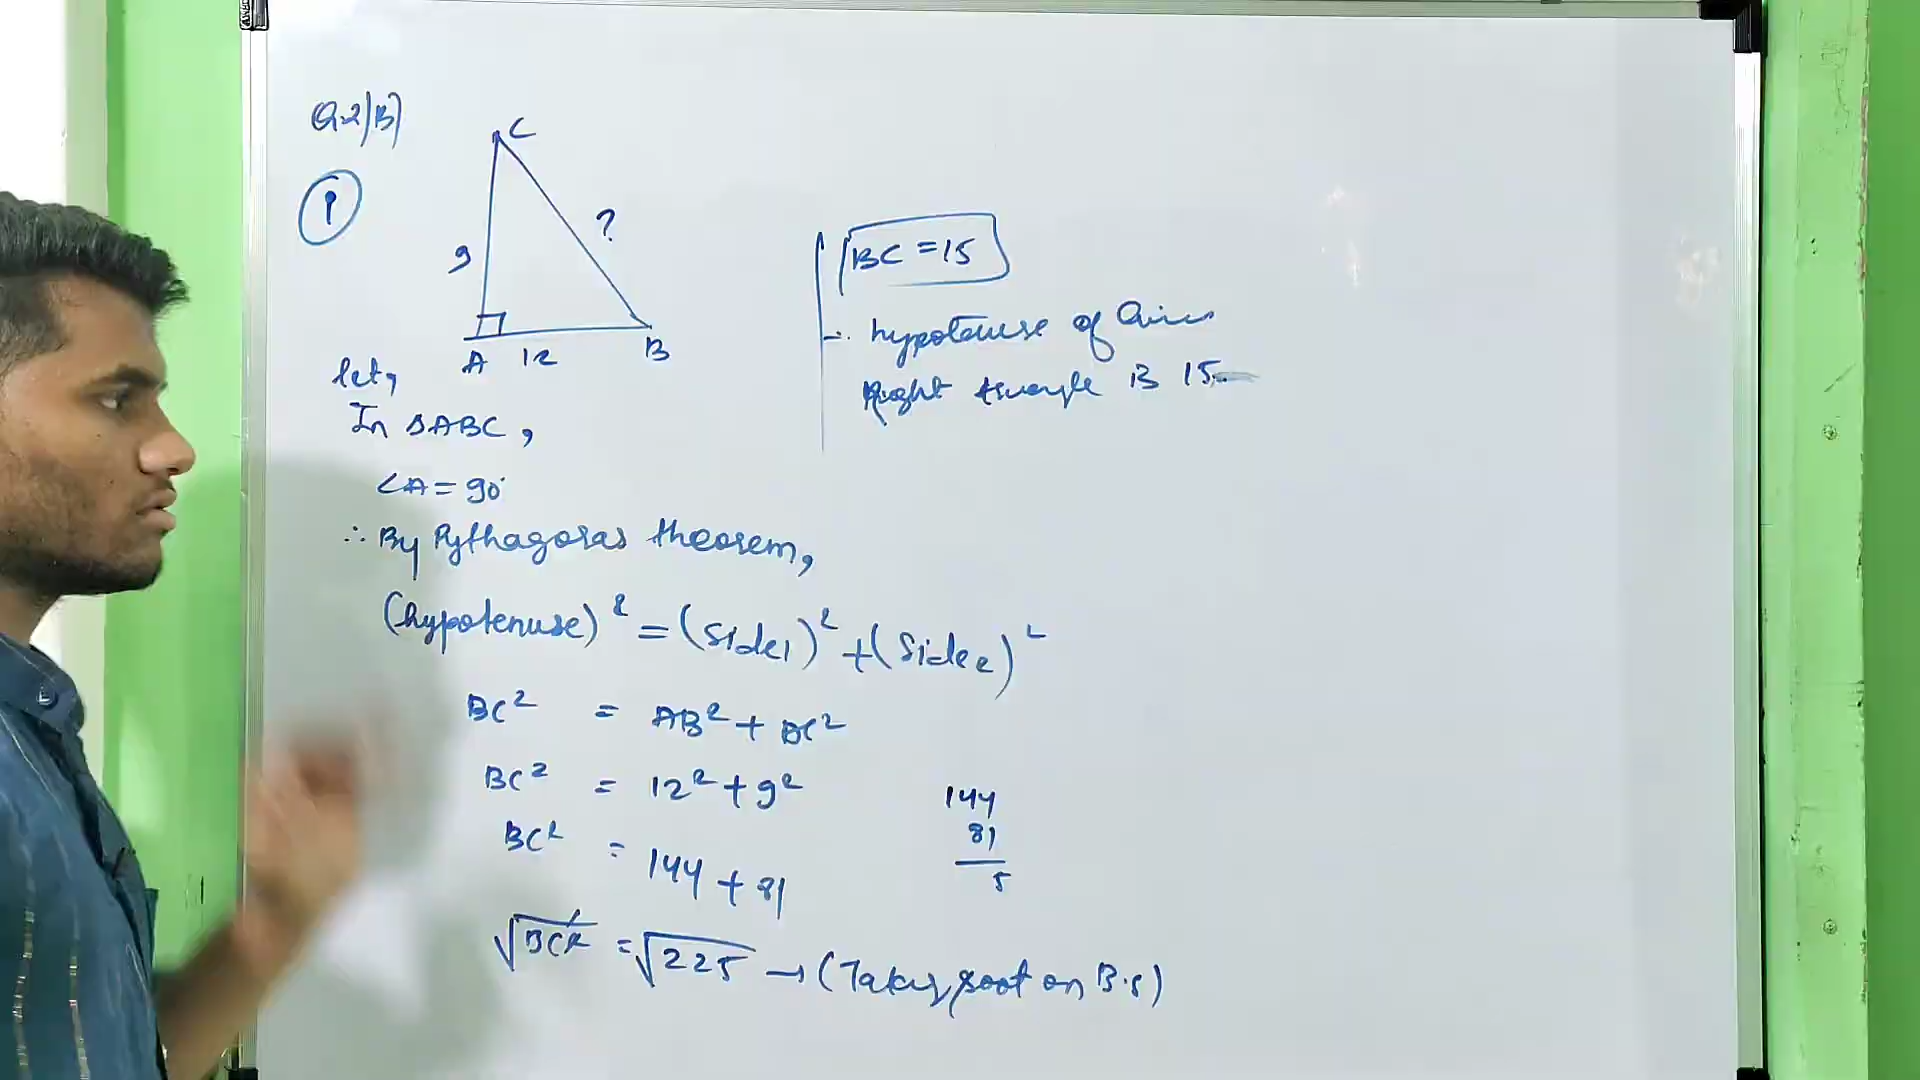 Q.2) B)
1
C
9
?
A 12 B
let,
In ΔABC,
∠A = 90°
∴ By Pythagoras theorem,
(hypotenuse)² = (side1)² + (side2)²
BC² = AB² + AC²
BC² = 12² + 9²
BC² = 144 + 81
√BC² = √225 → (Taking root on B.S)
144
81
5
BC = 15
∴ hypotenuse of given
Right triangle is 15